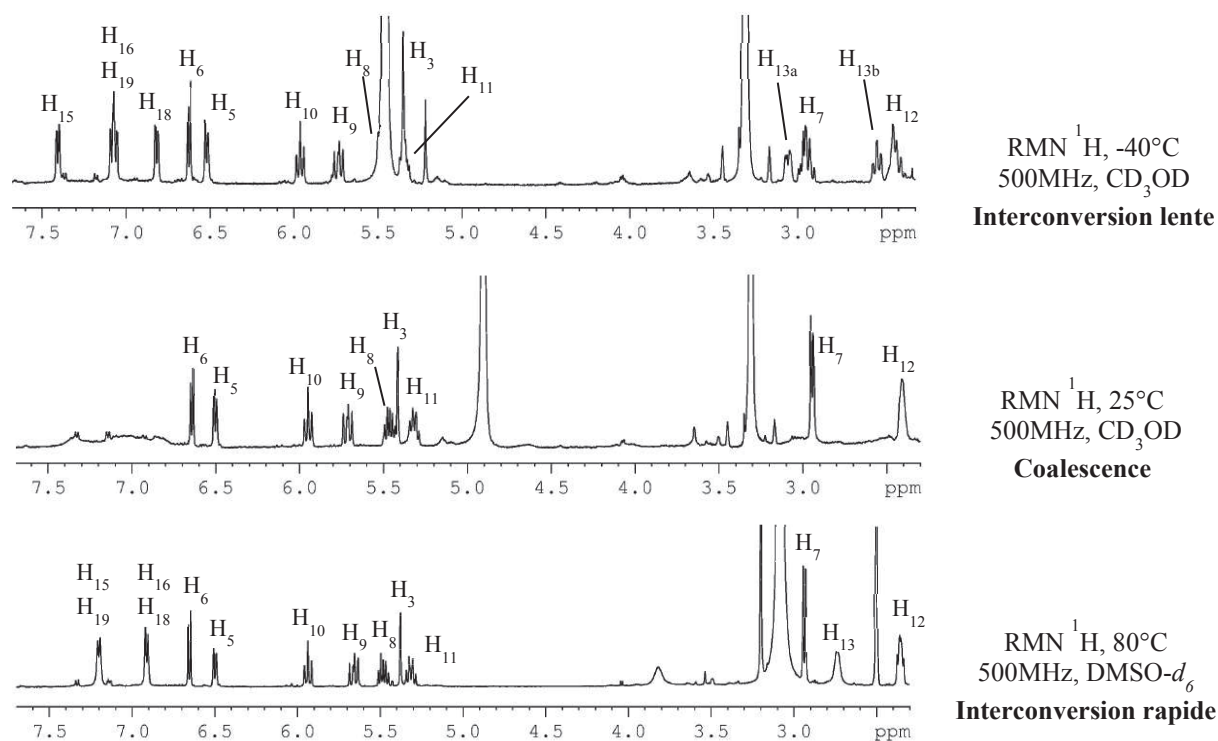 H16
H19
H15
H18
H6
H5
H10
H9
H8
H3
H11
H13a
H7
H13b
H12
7.5 7.0 6.5 6.0 5.5 5.0 4.5 4.0 3.5 3.0 ppm
RMN 1H, -40°C
500MHz, CD3OD
Interconversion lente
H6
H5
H10
H9
H8
H3
H11
H7
H12
7.5 7.0 6.5 6.0 5.5 5.0 4.5 4.0 3.5 3.0 ppm
RMN 1H, 25°C
500MHz, CD3OD
Coalescence
H15
H19
H16
H18
H6
H5
H10
H9
H8
H3
H11
H7
H13
H12
7.5 7.0 6.5 6.0 5.5 5.0 4.5 4.0 3.5 3.0 ppm
RMN 1H, 80°C
500MHz, DMSO-d6
Interconversion rapide